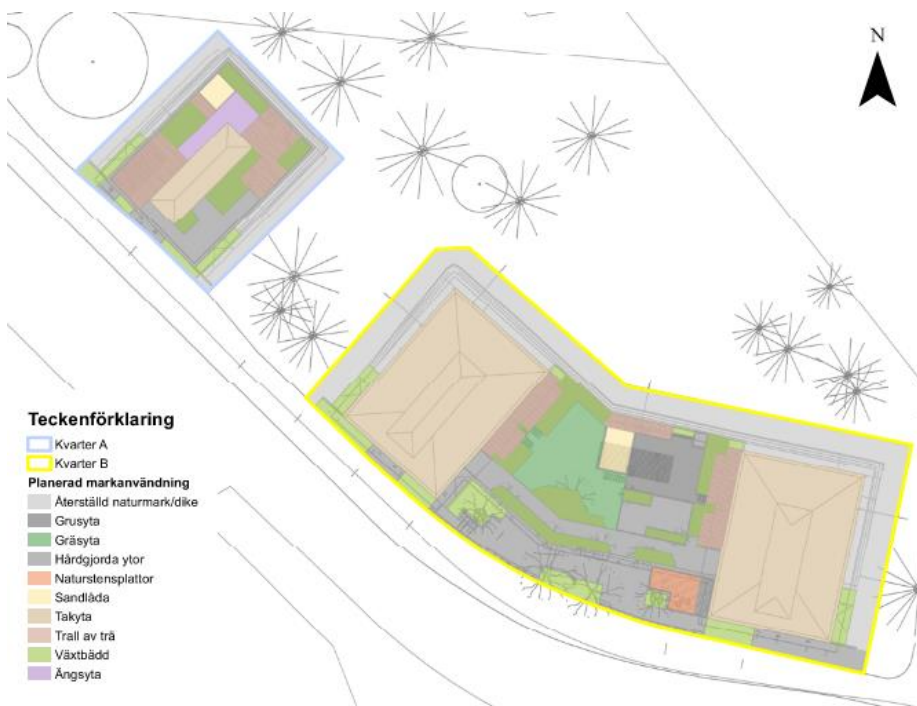 N
Teckenförklaring
Kvarter A
Kvarter B
Planerad markanvändning
Återställd naturmark/dike
Grusyta
Gräsyta
Hårdgjorda ytor
Naturstensplattor
Sandlåda
Takyta
Trall av trä
Växtbädd
Ängsyta